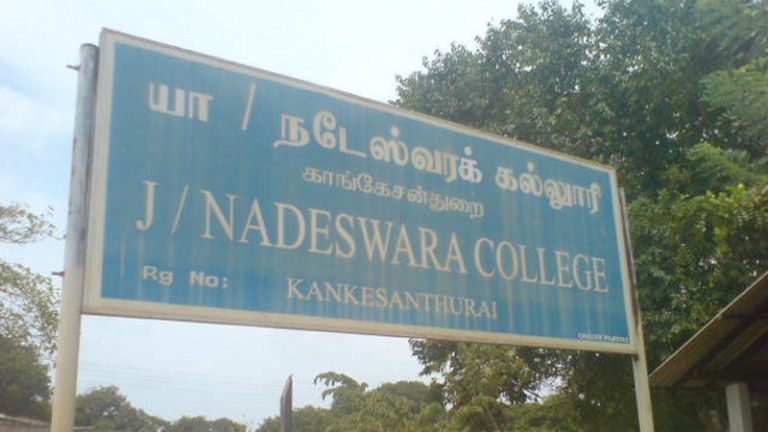 யா / நடேஸ்வரக் கல்லூரி
காங்கேசன்துறை
J / NADESWARA COLLEGE
Rg No:
KANKESANTHURAI